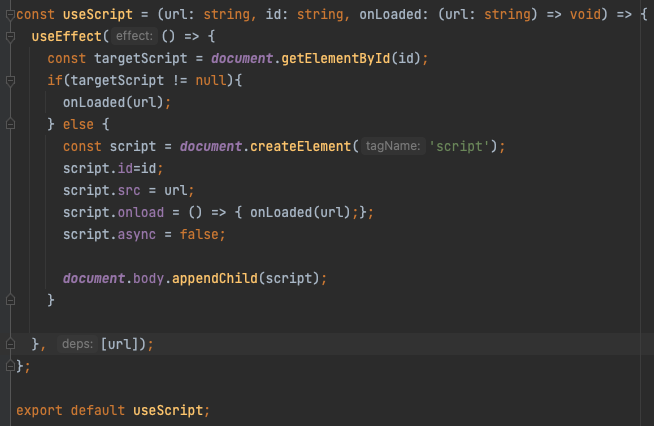 const useScript = (url: string, id: string, onLoaded: (url: string) => void) => {
  useEffect( effect: () => {
    const targetScript = document.getElementById(id);
    if(targetScript != null){
      onLoaded(url);
    } else {
      const script = document.createElement( tagName: 'script');
      script.id=id;
      script.src = url;
      script.onload = () => { onLoaded(url);};
      script.async = false;

      document.body.appendChild(script);
    }

  }, deps: [url]);
};

export default useScript;